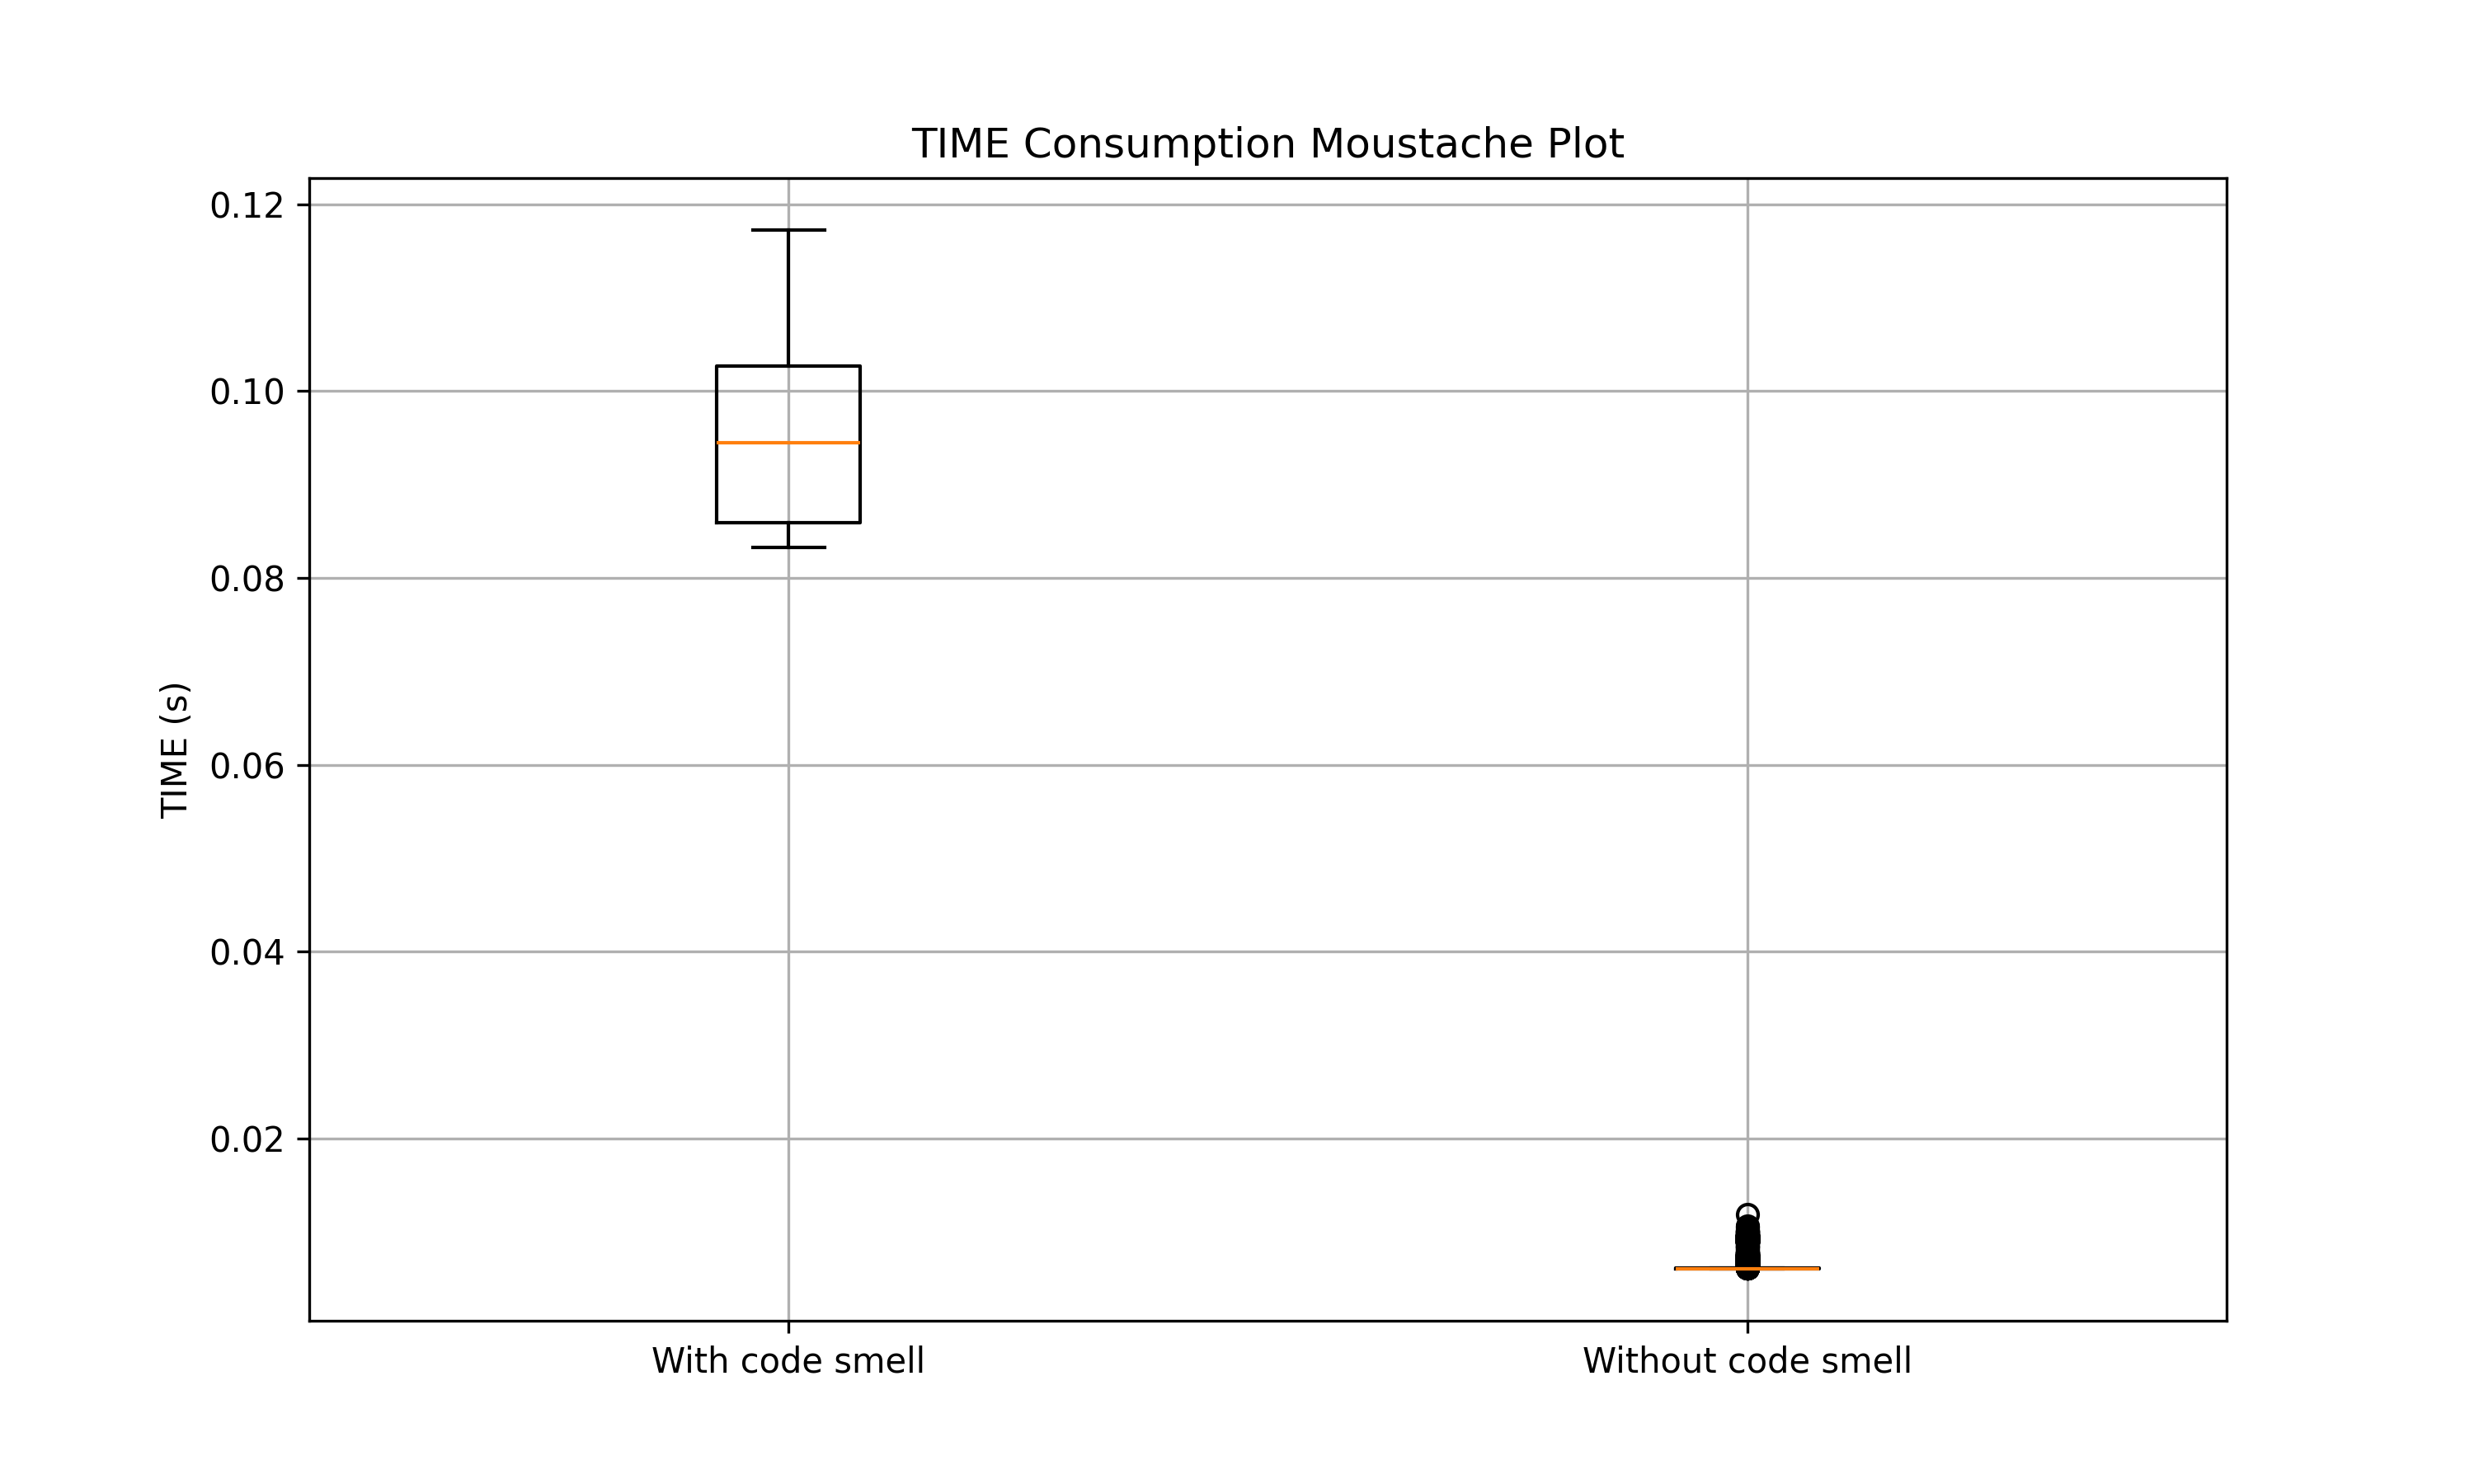 TIME Consumption Moustache Plot
TIME (s)
0.12
0.10
0.08
0.06
0.04
0.02
With code smell
Without code smell